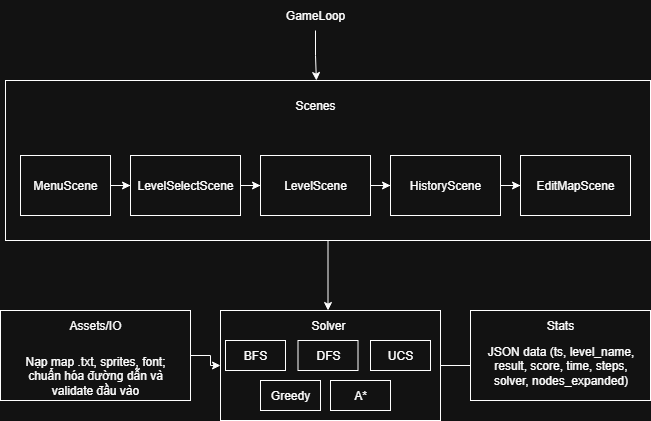 GameLoop
Scenes
MenuScene
LevelSelectScene
LevelScene
HistoryScene
EditMapScene
Assets/IO
Nạp map .txt, sprites, font;
chuẩn hóa đường dẫn và
validate đầu vào
Solver
BFS
DFS
UCS
Greedy
A*
Stats
JSON data (ts, level_name,
result, score, time, steps,
solver, nodes_expanded)